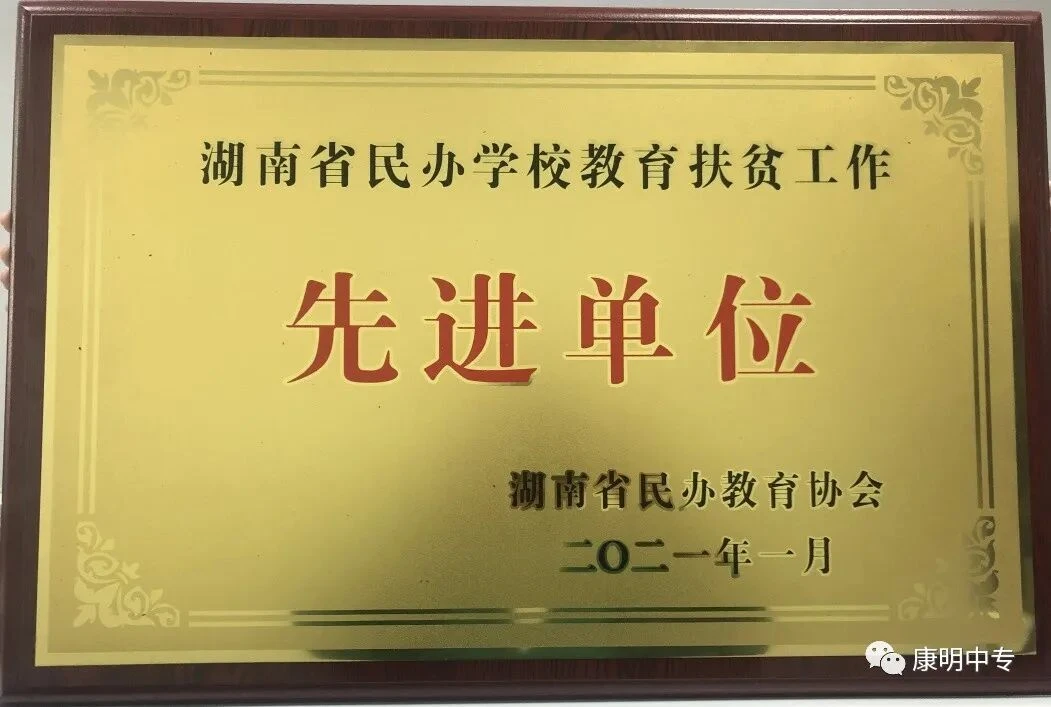 湖南省民办学校教育扶贫工作
先进单位
湖南省民办教育协会
二〇二一年一月
康明中专